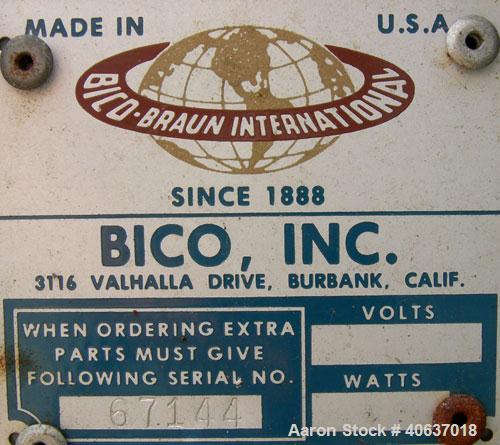 MADE IN U.S.A.
BICO-BRAUN INTERNATIONAL
SINCE 1888
BICO, INC.
3116 VALHALLA DRIVE, BURBANK, CALIF.
WHEN ORDERING EXTRA
PARTS MUST GIVE
FOLLOWING SERIAL NO.
67144
VOLTS
WATTS
Aaron Stock # 40637018